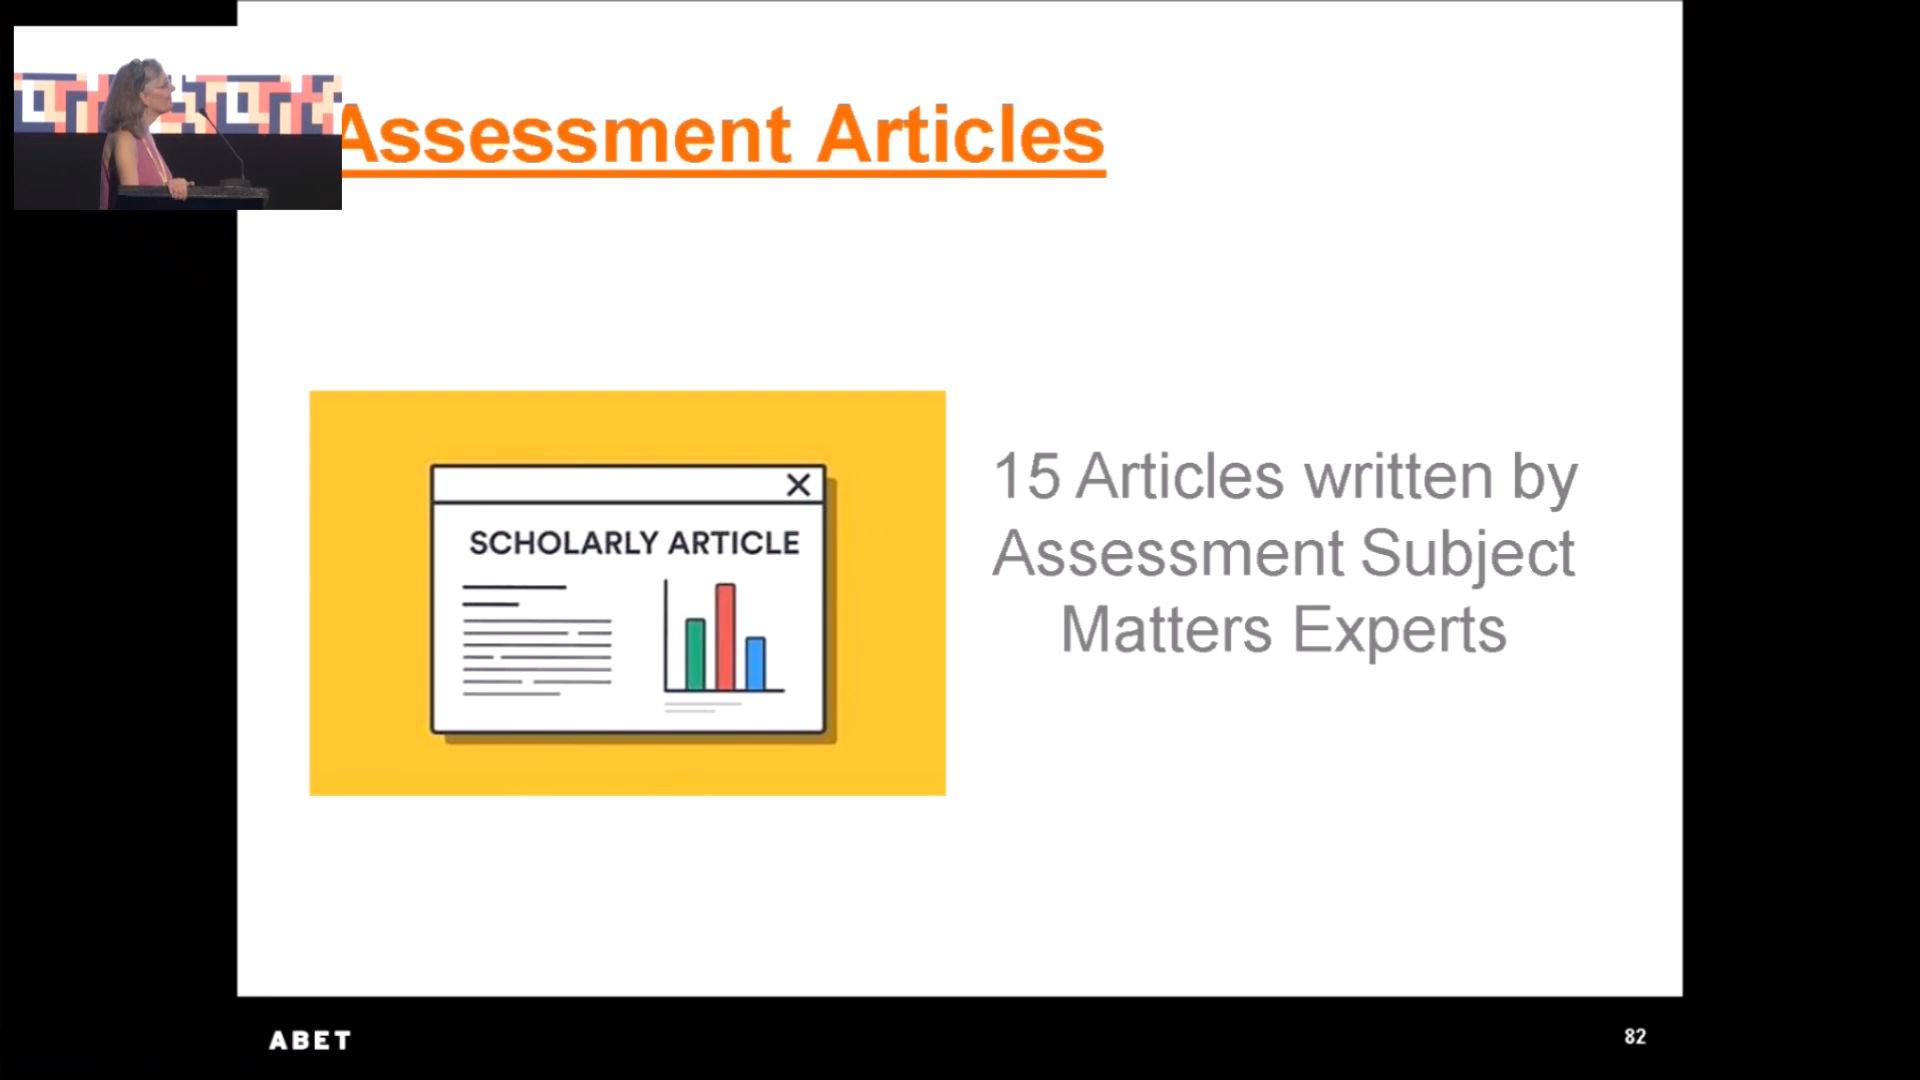 Assessment Articles
SCHOLARLY ARTICLE
15 Articles written by
Assessment Subject
Matters Experts
ABET
82